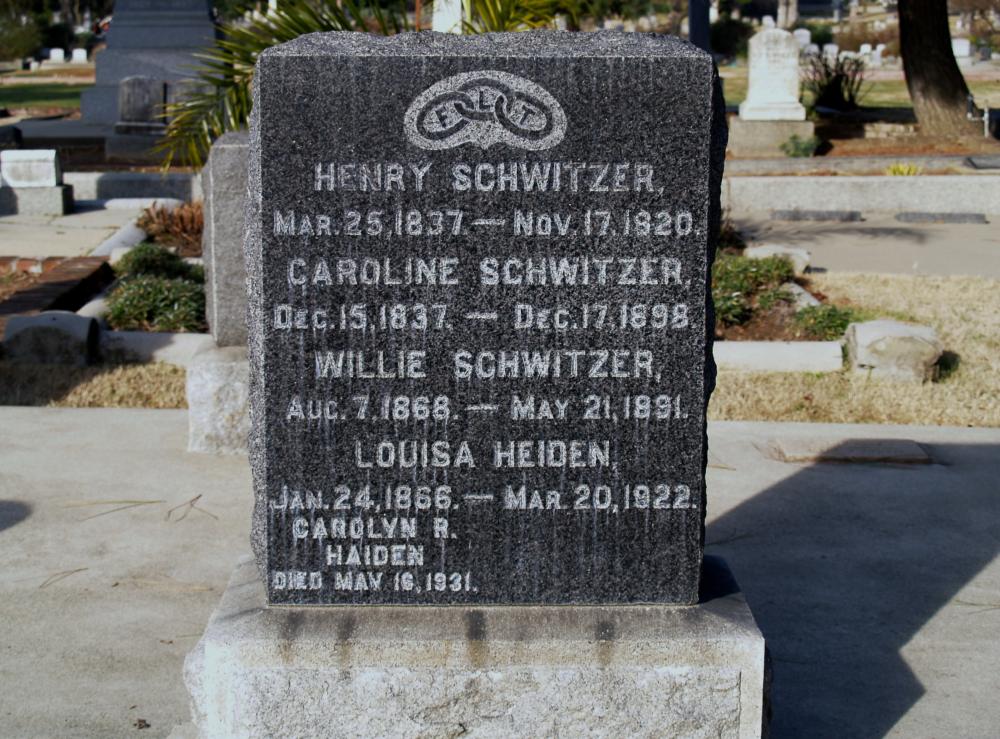 F L T
HENRY SCHWITZER,
MAR. 25, 1837. — NOV. 17, 1920.
CAROLINE SCHWITZER,
DEC. 15, 1837. — DEC. 17, 1898.
WILLIE SCHWITZER,
AUG. 7, 1868. — MAY 21, 1891.
LOUISA HEIDEN,
JAN. 24, 1866. — MAR. 20, 1922.
CAROLYN R.
HAIDEN
DIED MAY 16, 1931.